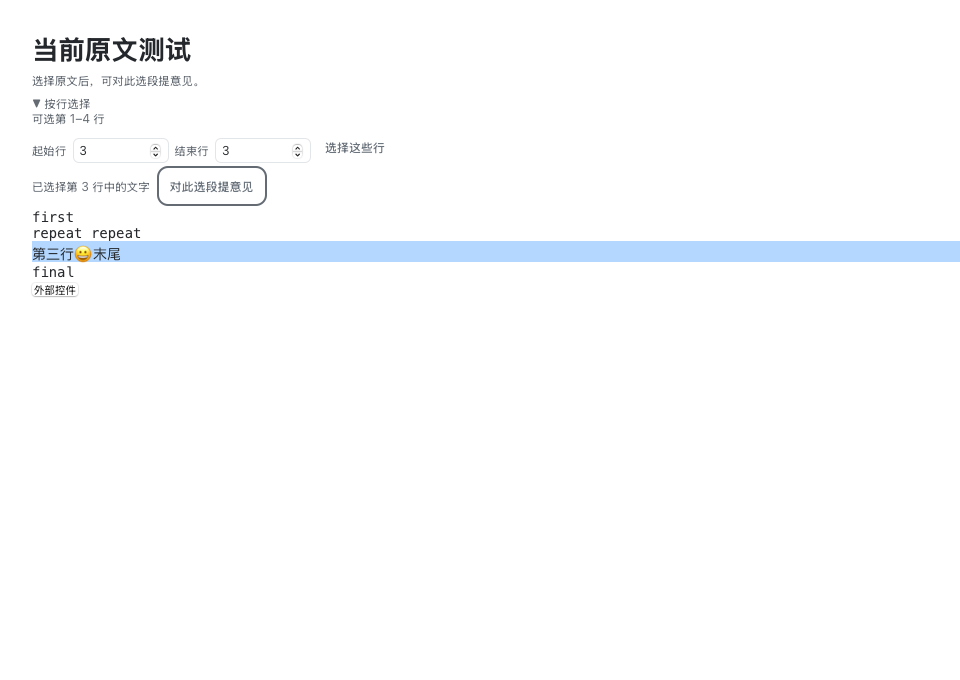 当前原文测试
选择原文后，可对此选段提意见。
▼ 按行选择
可选第 1–4 行
起始行 3 结束行 3 选择这些行
已选择第 3 行中的文字 对此选段提意见
first
repeat repeat
第三行😀末尾
final
外部控件